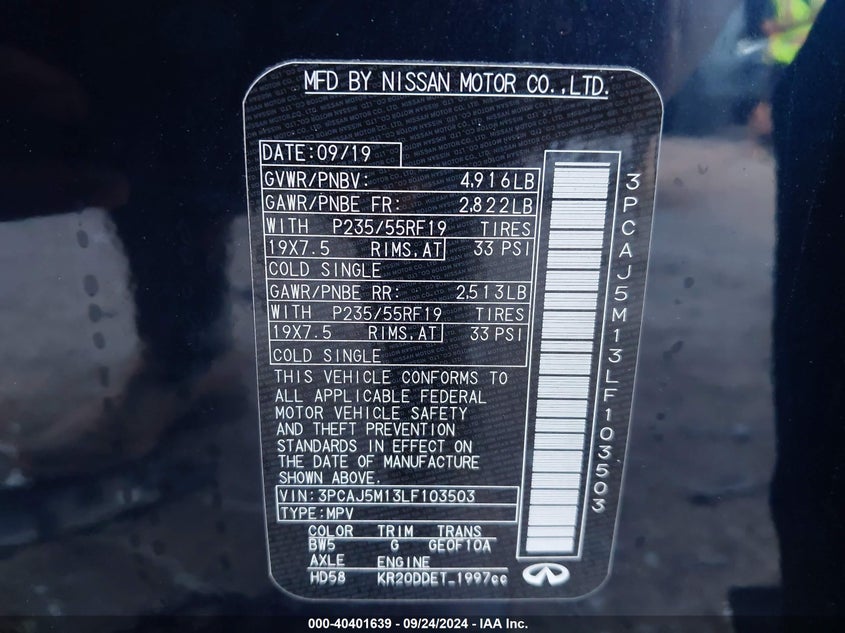 MFD BY NISSAN MOTOR CO.,LTD.
DATE:09/19
GVWR/PNBV: 4,916LB
GAWR/PNBE FR: 2,822LB
WITH P235/55RF19 TIRES
19X7.5 RIMS,AT 33 PSI
COLD SINGLE
GAWR/PNBE RR: 2,513LB
WITH P235/55RF19 TIRES
19X7.5 RIMS,AT 33 PSI
COLD SINGLE
THIS VEHICLE CONFORMS TO
ALL APPLICABLE FEDERAL
MOTOR VEHICLE SAFETY
AND THEFT PREVENTION
STANDARDS IN EFFECT ON
THE DATE OF MANUFACTURE
SHOWN ABOVE.
VIN:3PCAJ5M13LF103503
TYPE:MPV
COLOR TRIM TRANS
BW5 G GE0F10A
AXLE ENGINE
HD58 KR20DDET_1997cc
3PCAJ5M13LF103503
000-40401639 - 09/24/2024 - IAA Inc.